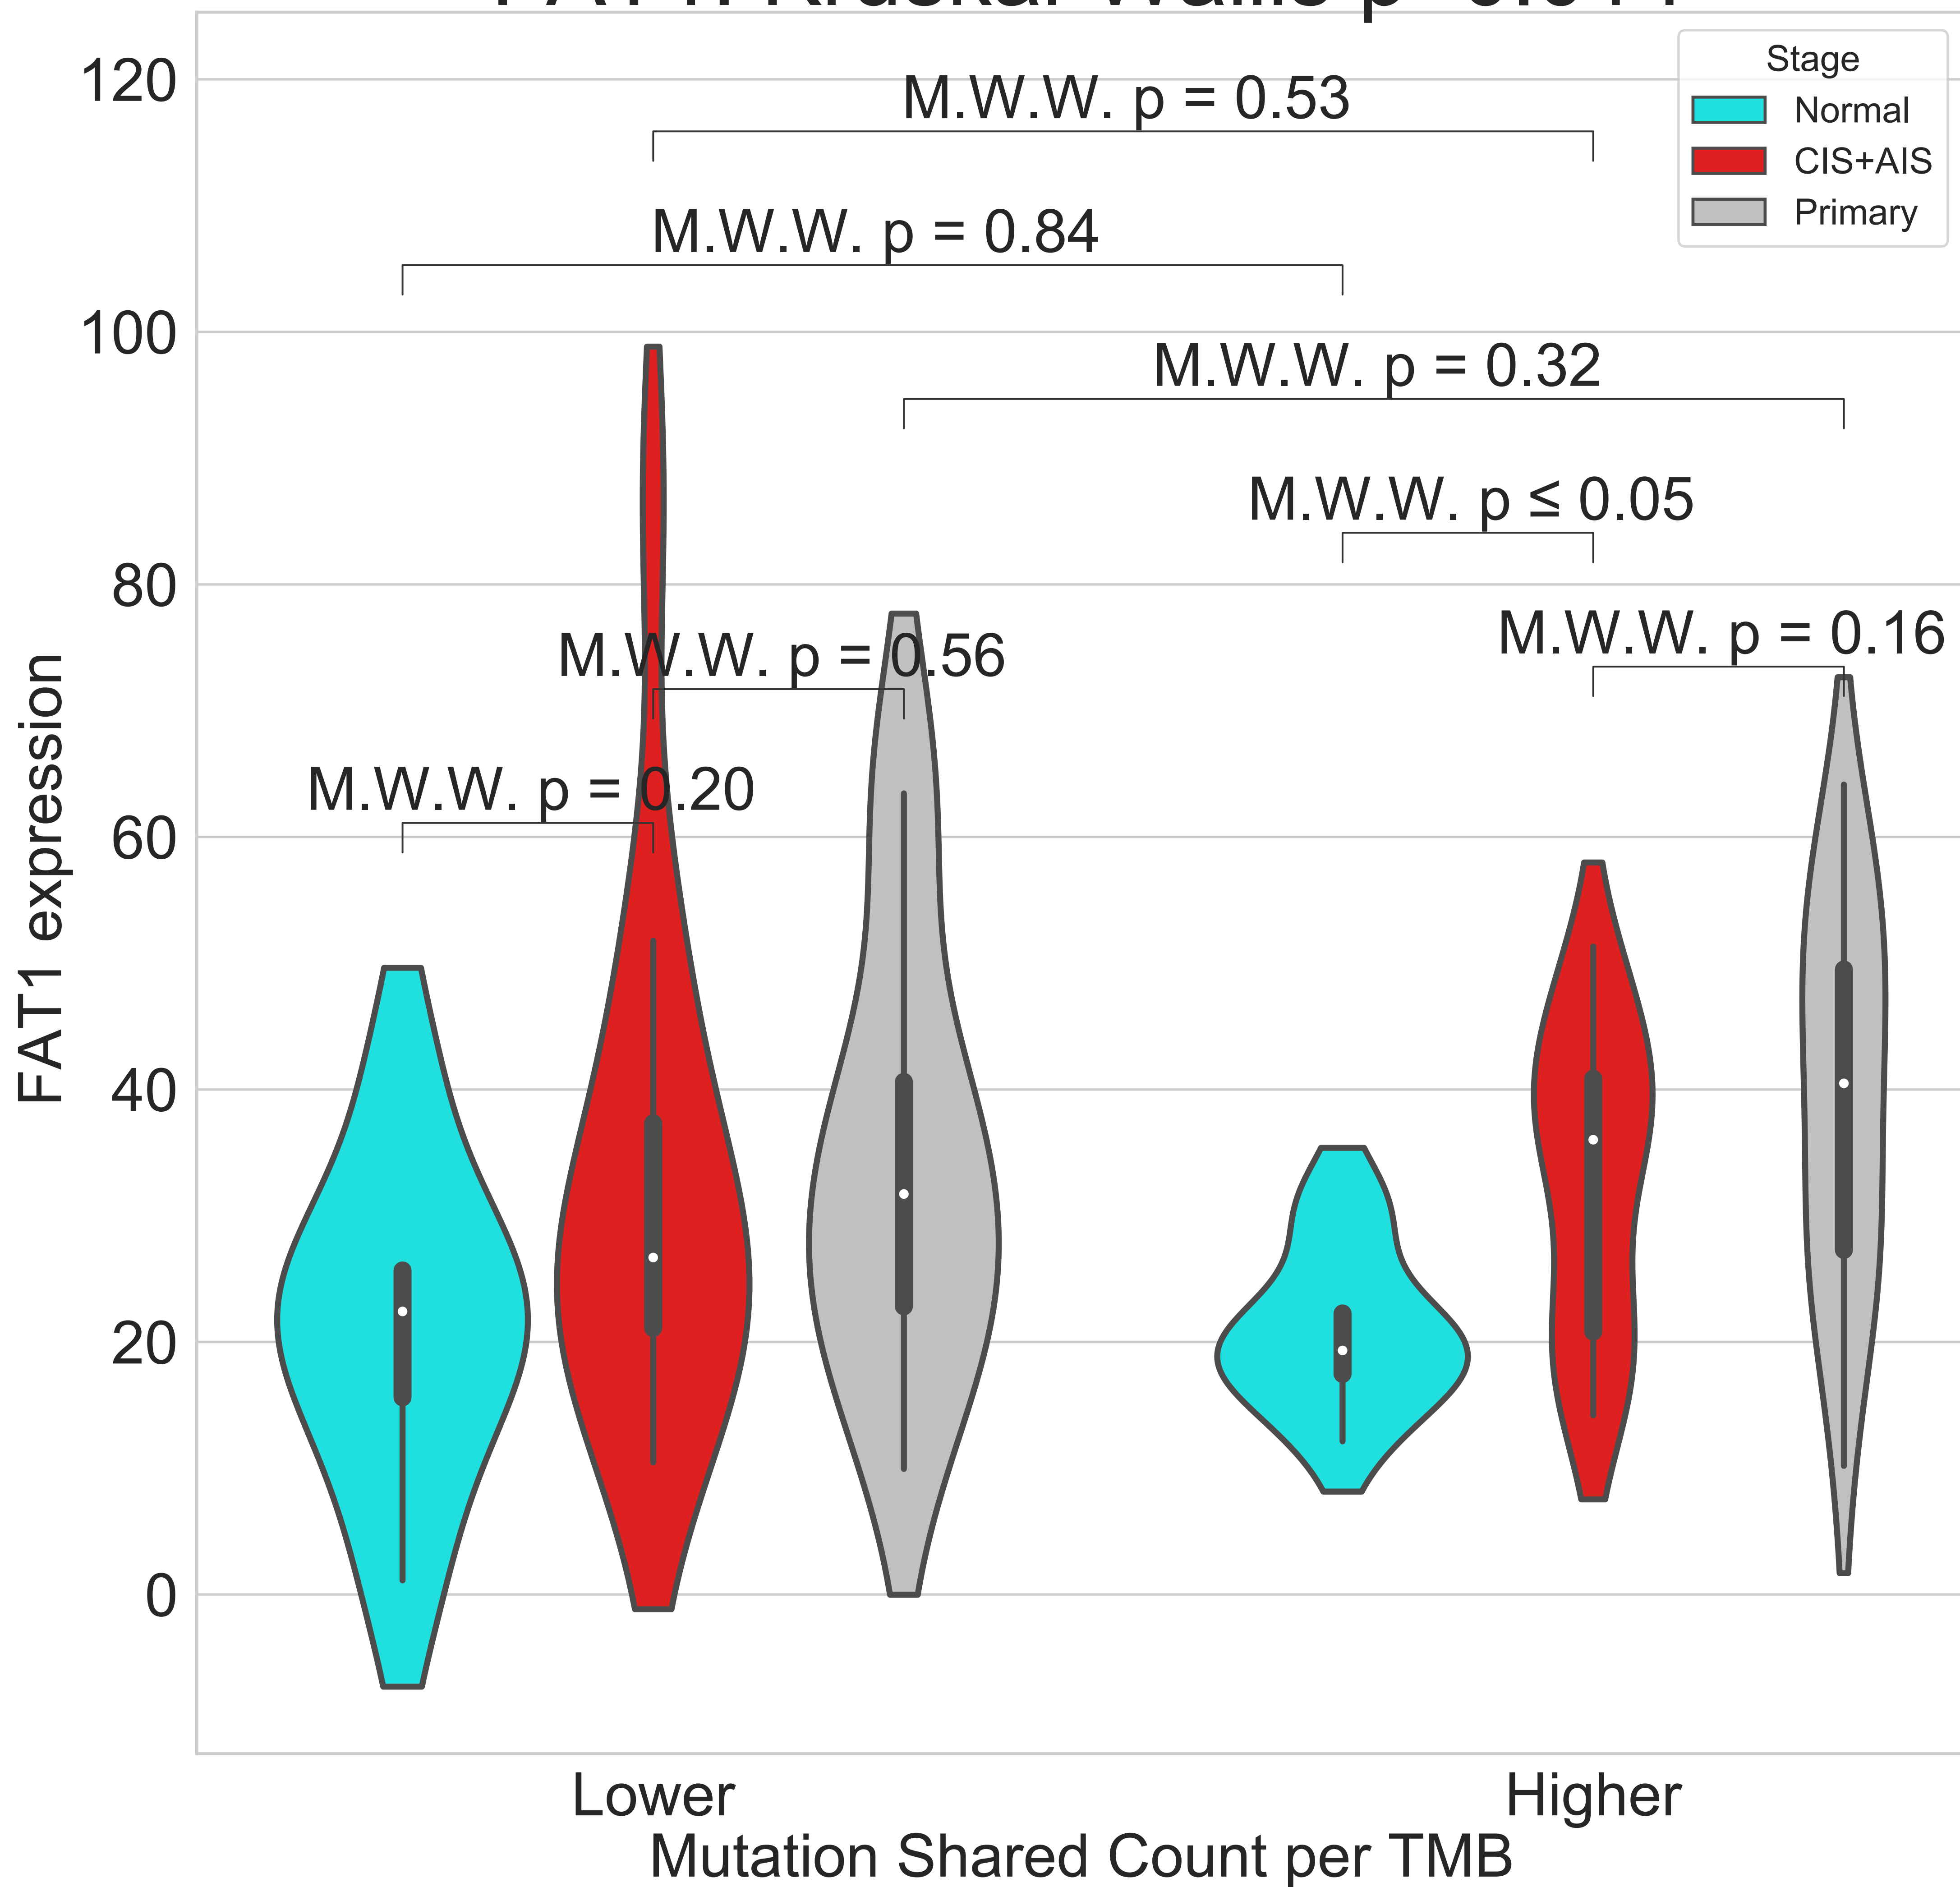 120
100
80
60
40
20
0
FAT1 expression
Stage
Normal
CIS+AIS
Primary
M.W.W. p = 0.53
M.W.W. p = 0.84
M.W.W. p = 0.32
M.W.W. p ≤ 0.05
M.W.W. p = 0.56
M.W.W. p = 0.16
M.W.W. p = 0.20
Lower
Higher
Mutation Shared Count per TMB